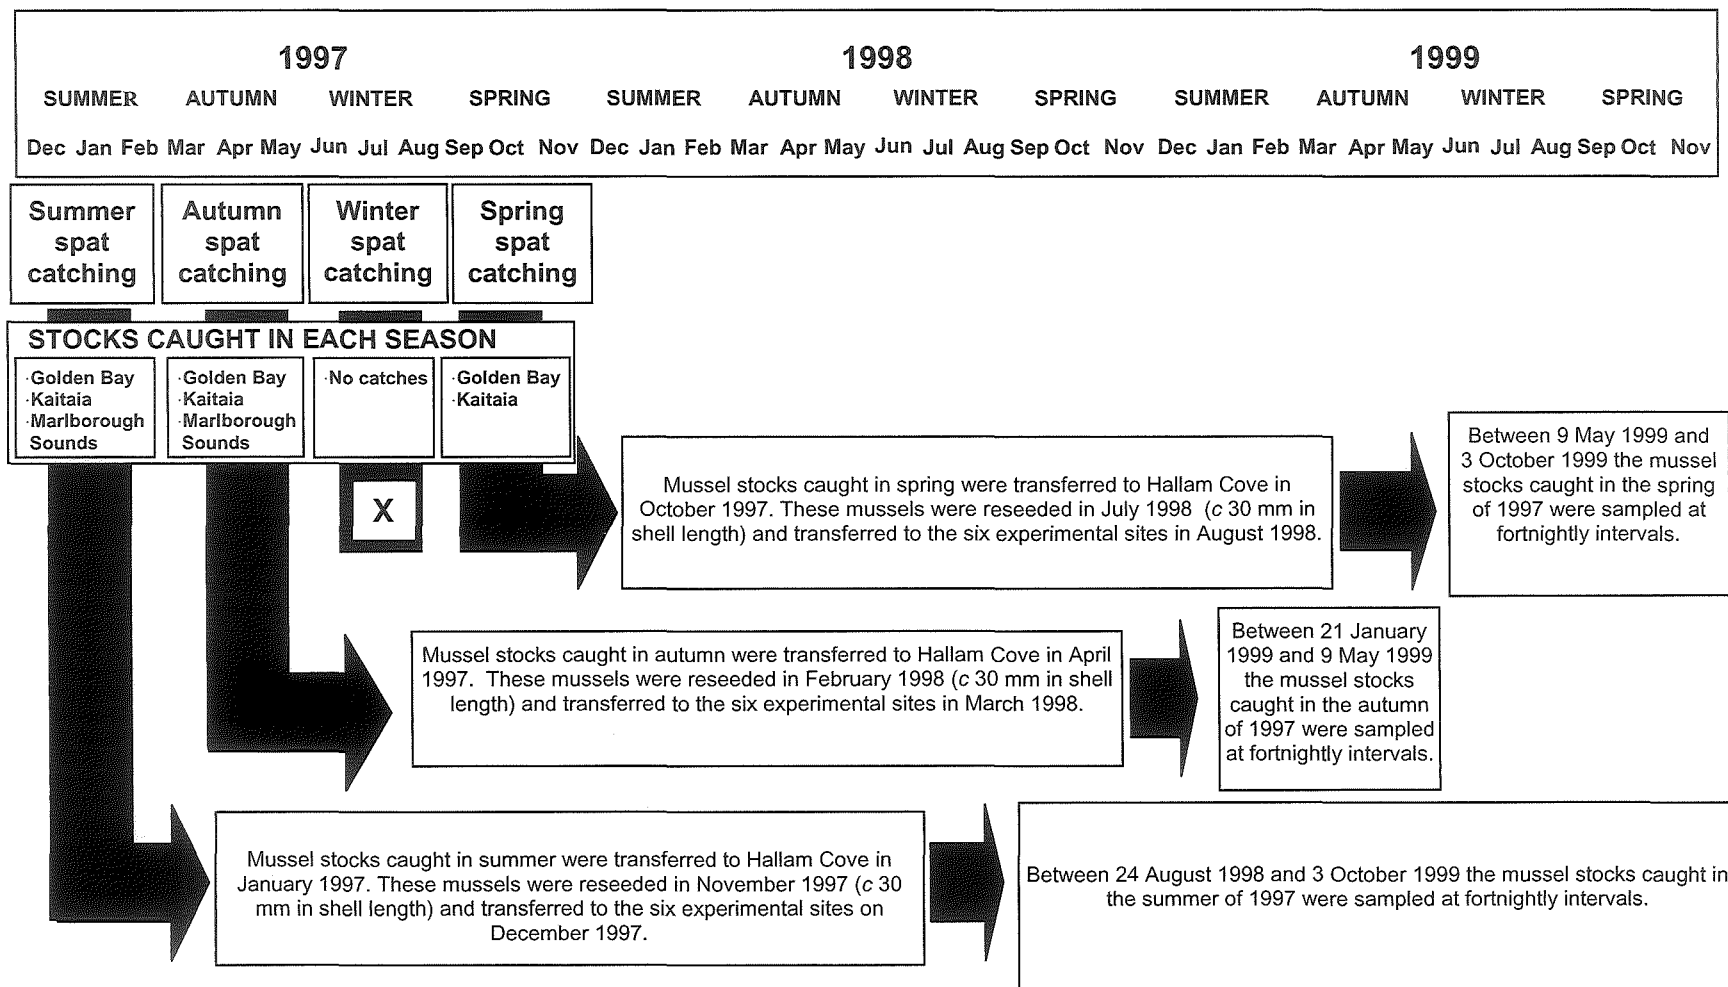 1997 1998 1999
SUMMER AUTUMN WINTER SPRING SUMMER AUTUMN WINTER SPRING SUMMER AUTUMN WINTER SPRING
Dec Jan Feb Mar Apr May Jun Jul Aug Sep Oct Nov Dec Jan Feb Mar Apr May Jun Jul Aug Sep Oct Nov Dec Jan Feb Mar Apr May Jun Jul Aug Sep Oct Nov
Summer
spat
catching
Autumn
spat
catching
Winter
spat
catching
Spring
spat
catching
STOCKS CAUGHT IN EACH SEASON
·Golden Bay
·Kaitaia
·Marlborough
Sounds
·Golden Bay
·Kaitaia
·Marlborough
Sounds
·No catches
·Golden Bay
·Kaitaia
X
Mussel stocks caught in spring were transferred to Hallam Cove in
October 1997. These mussels were reseeded in July 1998 (c 30 mm in
shell length) and transferred to the six experimental sites in August 1998.
Between 9 May 1999 and
3 October 1999 the mussel
stocks caught in the spring
of 1997 were sampled at
fortnightly intervals.
Mussel stocks caught in autumn were transferred to Hallam Cove in April
1997. These mussels were reseeded in February 1998 (c 30 mm in shell
length) and transferred to the six experimental sites in March 1998.
Between 21 January
1999 and 9 May 1999
the mussel stocks
caught in the autumn
of 1997 were sampled
at fortnightly intervals.
Mussel stocks caught in summer were transferred to Hallam Cove in
January 1997. These mussels were reseeded in November 1997 (c 30
mm in shell length) and transferred to the six experimental sites on
December 1997.
Between 24 August 1998 and 3 October 1999 the mussel stocks caught in
the summer of 1997 were sampled at fortnightly intervals.